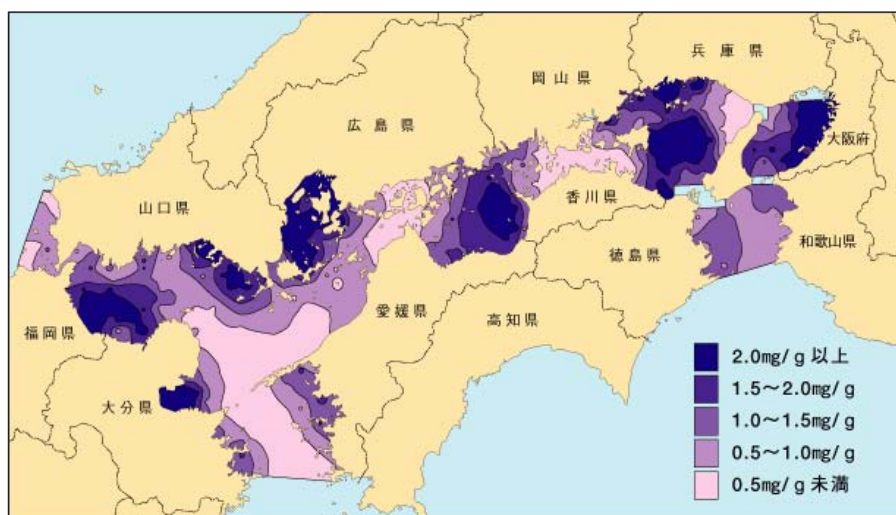 兵庫県
岡山県
広島県
大阪府
山口県
香川県
徳島県
和歌山県
愛媛県
福岡県
高知県
大分県
2.0mg/g 以上
1.5～2.0mg/g
1.0～1.5mg/g
0.5～1.0mg/g
0.5mg/g 未満